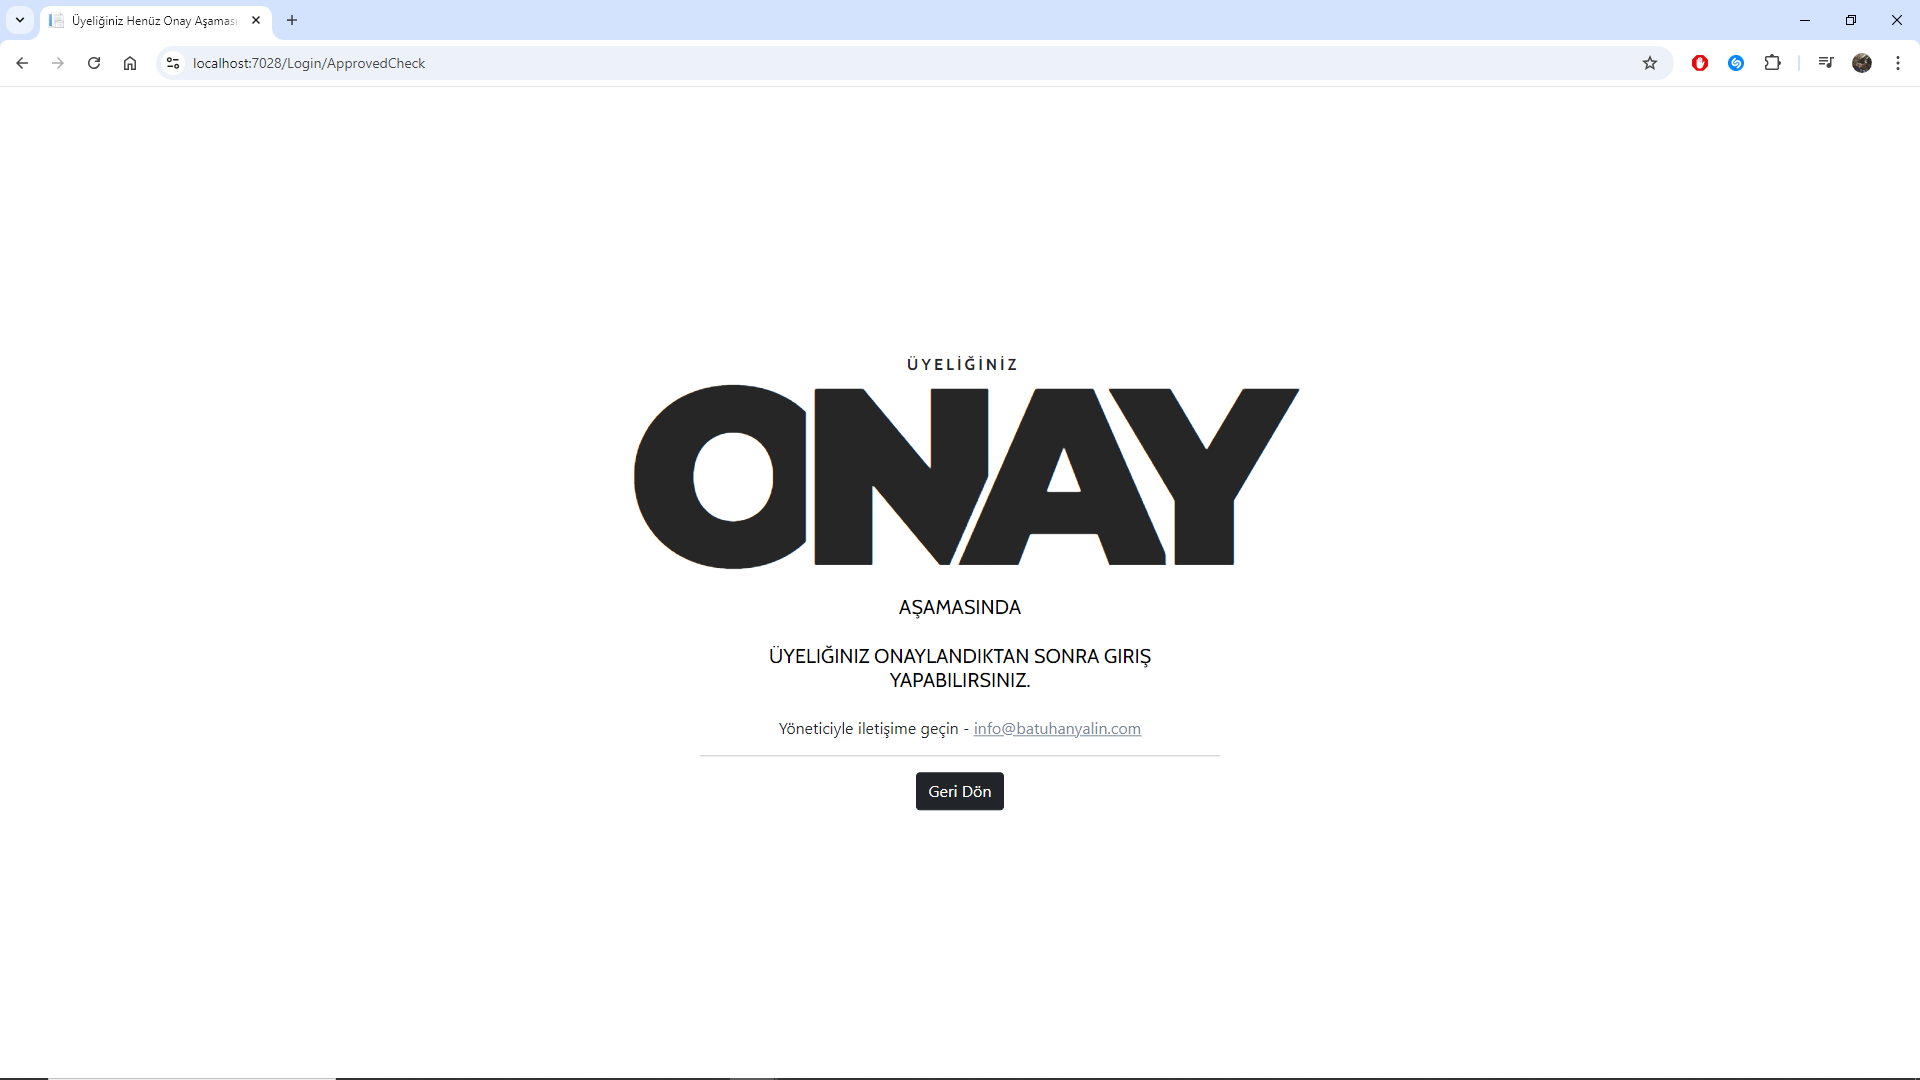 Üyeliğiniz Henüz Onay Aşaması
localhost:7028/Login/ApprovedCheck
ÜYELİĞİNİZ
ONAY
AŞAMASINDA
ÜYELIĞINIZ ONAYLANDIKTAN SONRA GIRIŞ
YAPABILIRSINIZ.
Yöneticiyle iletişime geçin - info@batuhanyalin.com
Geri Dön